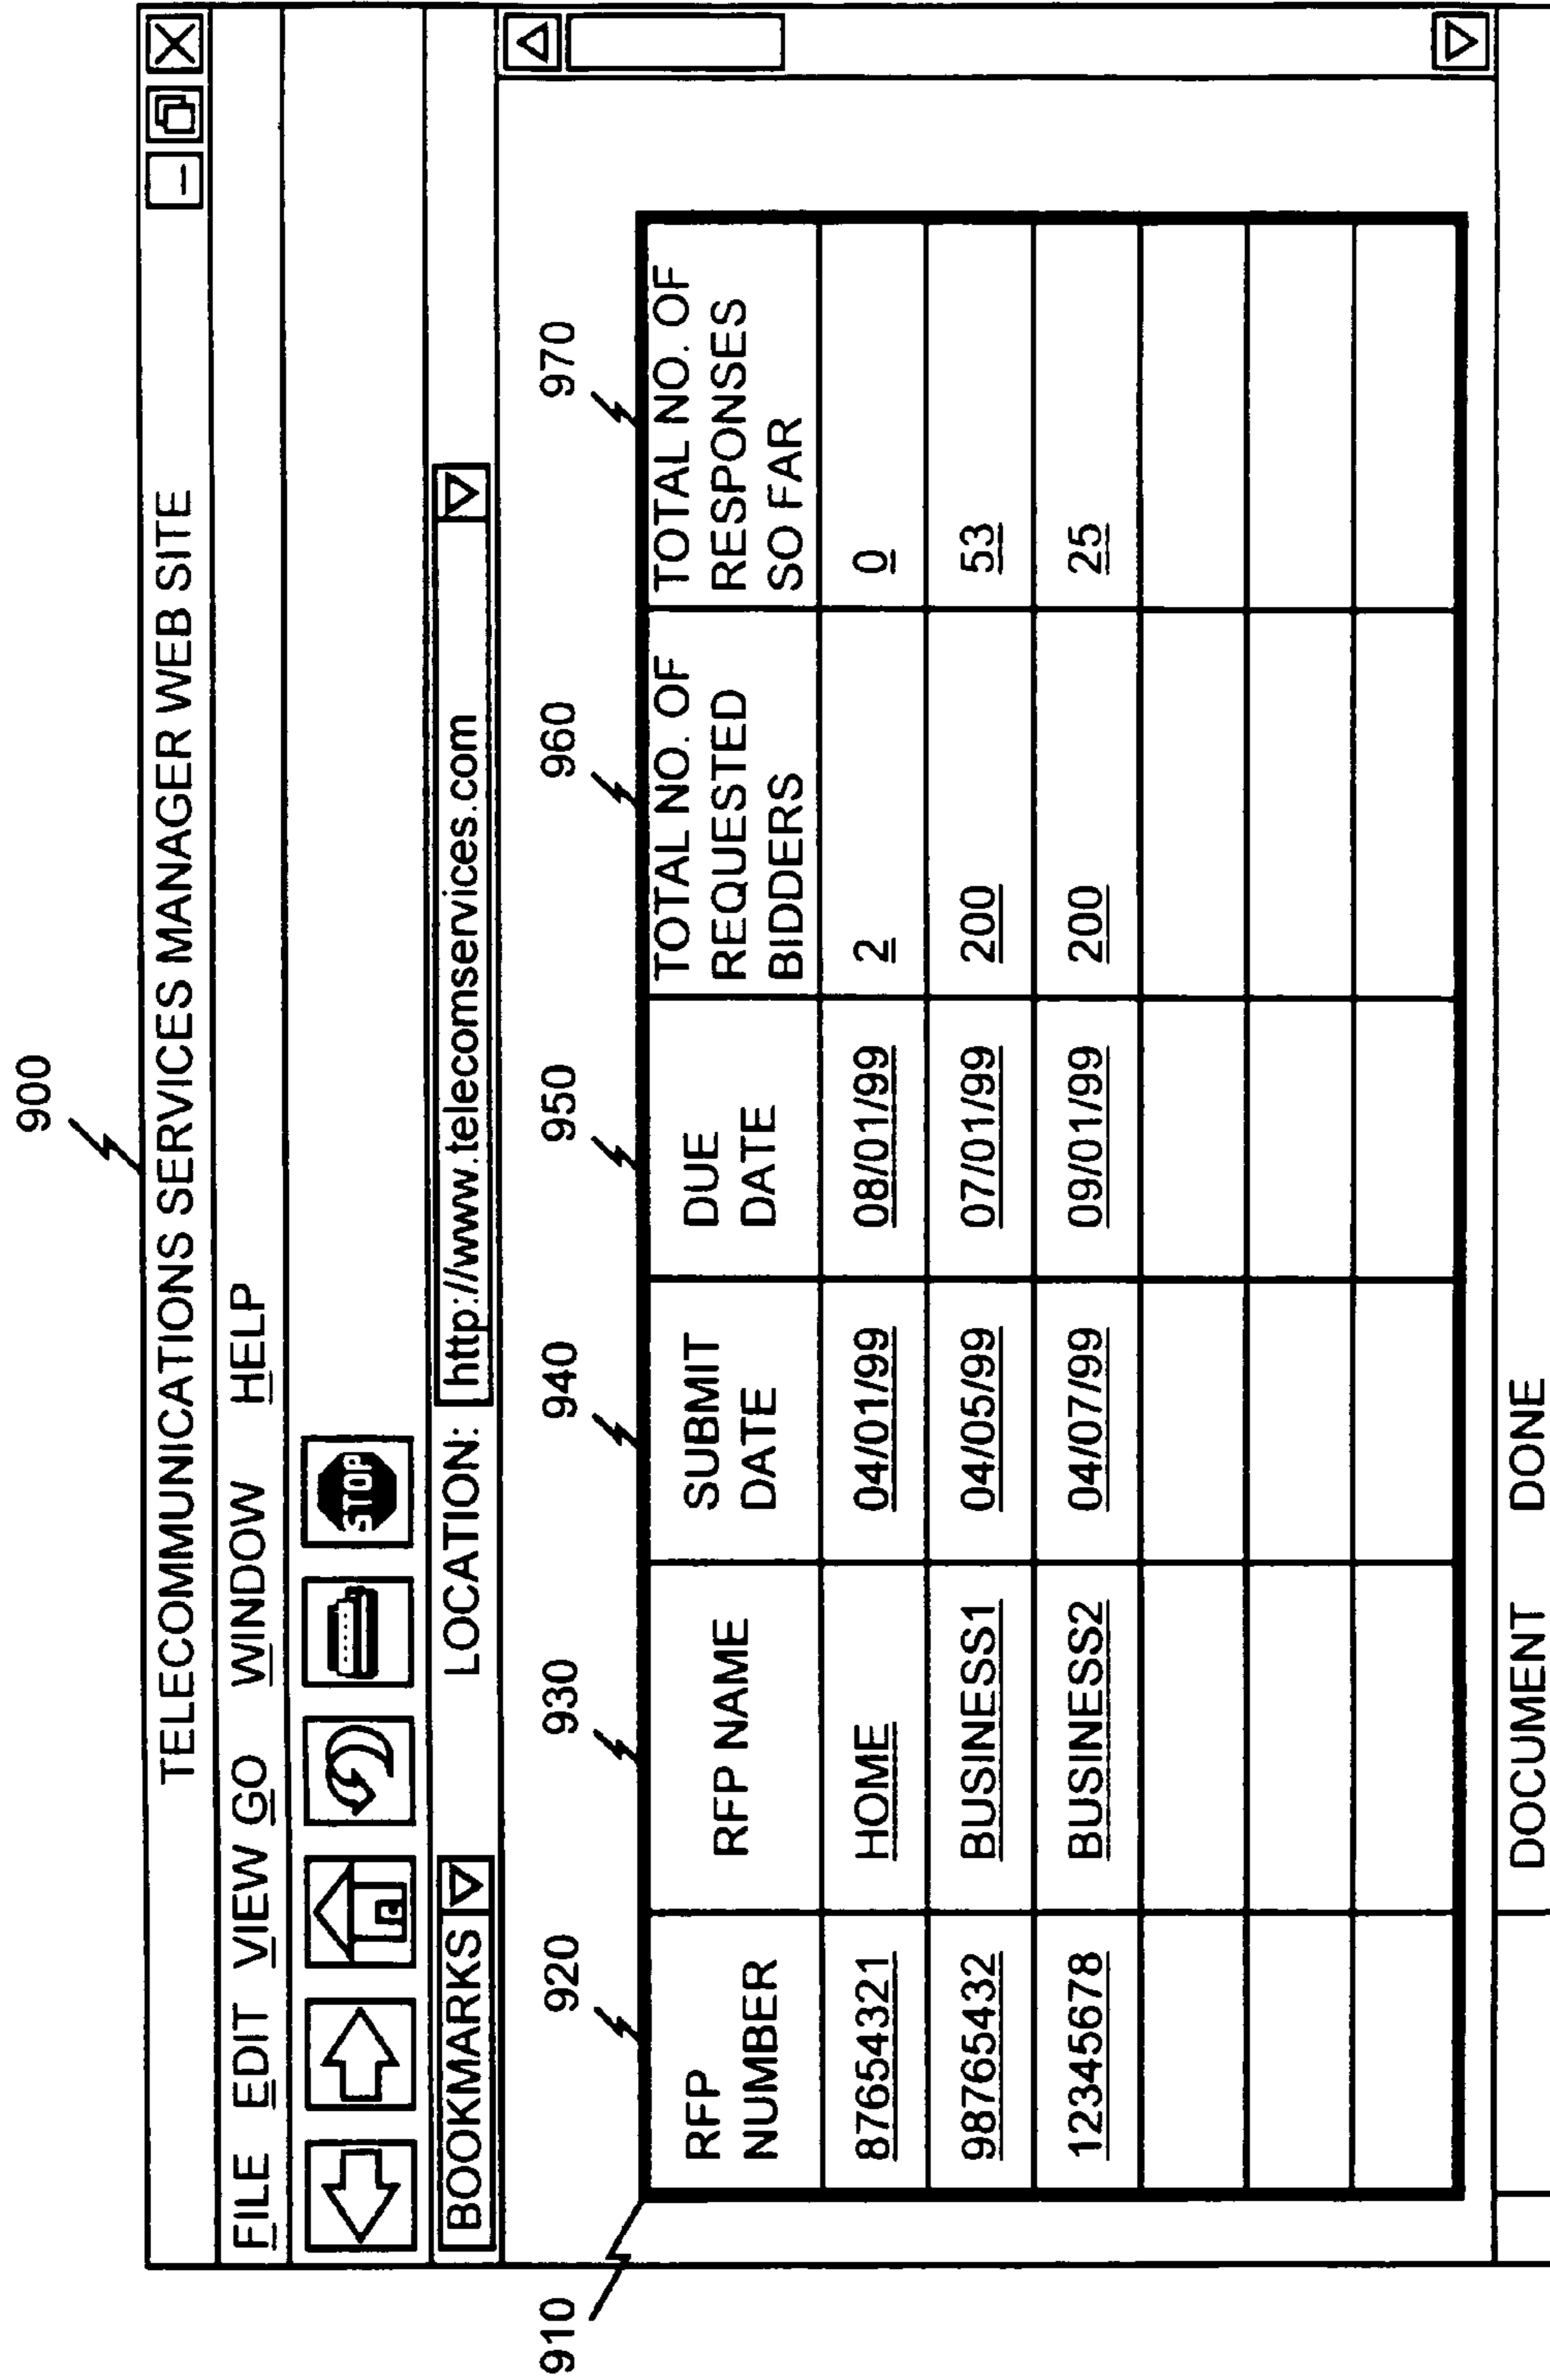 900
TELECOMMUNICATIONS SERVICES MANAGER WEB SITE
FILE EDIT VIEW GO WINDOW HELP
STOP
BOOKMARKS LOCATION: http://www.telecomservices.com
910 920 930 940 950 960 970
RFP NUMBER RFP NAME SUBMIT DATE DUE DATE TOTAL NO. OF REQUESTED BIDDERS TOTAL NO. OF RESPONSES SO FAR
87654321 HOME 04/01/99 08/01/99 2 0
98765432 BUSINESS1 04/05/99 07/01/99 200 53
12345678 BUSINESS2 04/07/99 09/01/99 200 25
DOCUMENT DONE